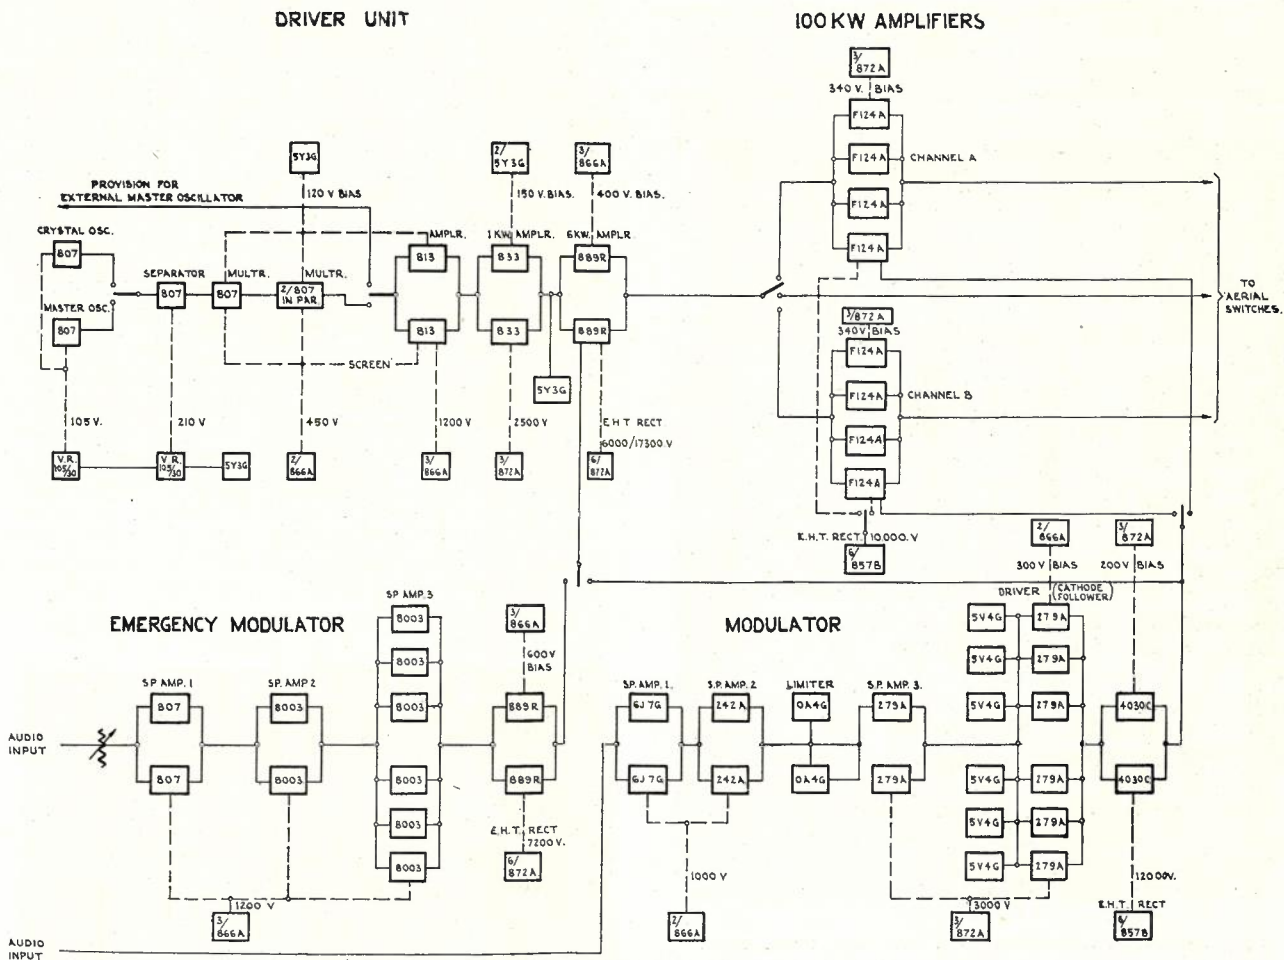 DRIVER UNIT
100KW AMPLIFIERS
3/
872A
340 V. BIAS
F124A
F124A
CHANNEL A
F124A
F124A
5Y3G
2/
5Y3G
3/
866A
PROVISION FOR
EXTERNAL MASTER OSCILLATOR
120 V BIAS
150 V. BIAS.
400 V. BIAS.
CRYSTAL OSC.
807
AMPLR.
1KW AMPLR.
6KW. AMPLR.
813
833
889R
SEPARATOR
MULTR.
MULTR.
807
807
2/807
IN PAR.
MASTER OSC.
807
813
833
889R
TO
AERIAL
SWITCHES.
SCREEN
3/872A
340V BIAS
F124A
F124A
CHANNEL B
F124A
F124A
5Y3G
105 V.
210 V
450 V
1200 V
2500 V
E.H.T RECT
6000/17300 V
V.R.
105/30
V.R.
105/30
5Y3G
2/
866A
3/
866A
3/
872A
6/
872A
E.H.T. RECT. 10,000. V
6/
857B
2/
866A
3/
872A
300 V BIAS
200 V BIAS
DRIVER (CATHODE FOLLOWER)
EMERGENCY MODULATOR
MODULATOR
SP AMP. 3
8003
8003
8003
8003
8003
8003
3/
866A
600V
BIAS
SP. AMP. 1
807
807
SP. AMP 2
8003
8003
889R
889R
AUDIO
INPUT
E.H.T. RECT
7200V.
6/
872A
1200 V
3/
866A
SP. AMP. 1.
6J7G
6J7G
S.P. AMP. 2
242A
242A
LIMITER
0A4G
0A4G
S.P. AMP. 3.
279A
279A
5V4G
279A
5V4G
279A
5V4G
279A
5V4G
279A
5V4G
279A
5V4G
279A
4030C
4030C
1000 V
2/
866A
3000 V
3/
872A
12000V.
E.H.T. RECT
6/
857B
AUDIO
INPUT